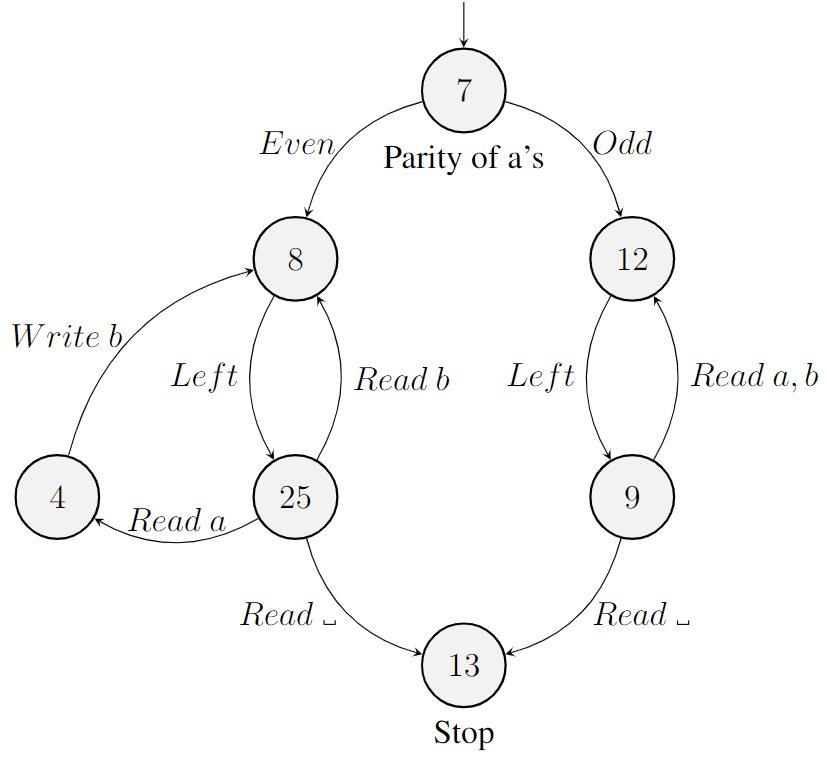 7
Even
Odd
Parity of a's
8
12
Write b
Left
Read b
Left
Read a, b
4
25
9
Read a
Read ␣
Read ␣
13
Stop